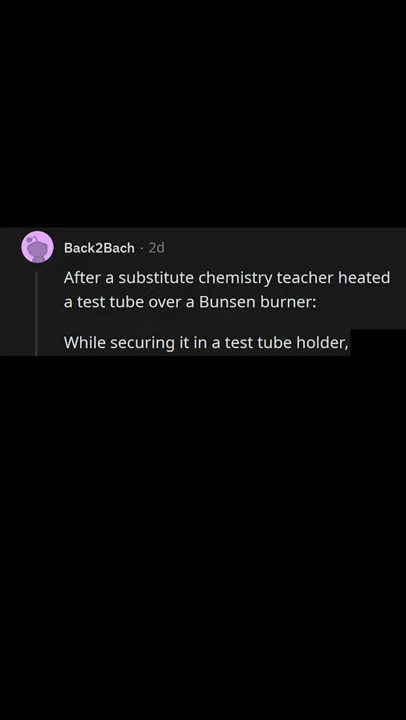 Back2Bach · 2d
After a substitute chemistry teacher heated
a test tube over a Bunsen burner:
While securing it in a test tube holder,